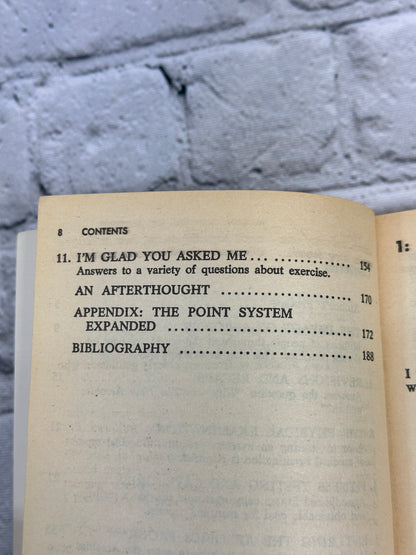 8 CONTENTS
11. I'M GLAD YOU ASKED ME... .............. 154
Answers to a variety of questions about exercise.
AN AFTERTHOUGHT ........................ 170
APPENDIX: THE POINT SYSTEM
EXPANDED ............................... 172
BIBLIOGRAPHY ............................ 188
1:
I
w